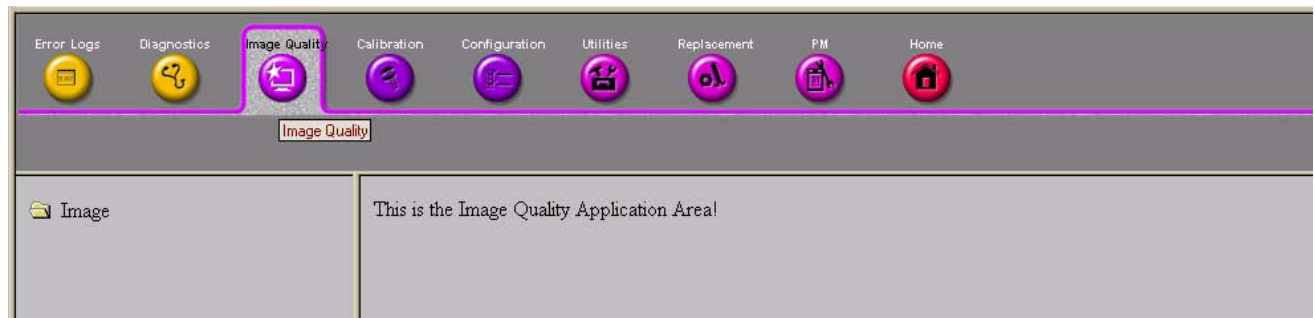 Error Logs Diagnostics Image Quality Calibration Configuration Utilities Replacement PM Home
Image Quality
Image
This is the Image Quality Application Area!